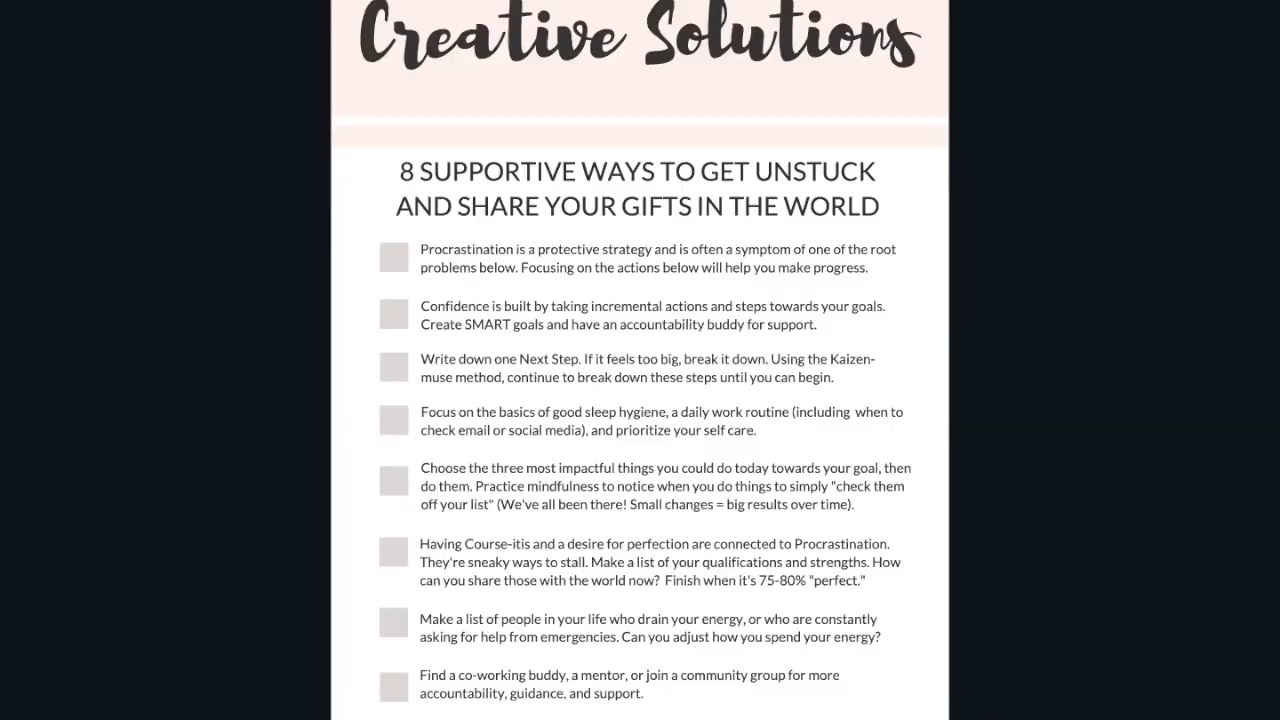 Creative Solutions
8 SUPPORTIVE WAYS TO GET UNSTUCK
AND SHARE YOUR GIFTS IN THE WORLD
Procrastination is a protective strategy and is often a symptom of one of the root
problems below. Focusing on the actions below will help you make progress.
Confidence is built by taking incremental actions and steps towards your goals.
Create SMART goals and have an accountability buddy for support.
Write down one Next Step. If it feels too big, break it down. Using the Kaizen-
muse method, continue to break down these steps until you can begin.
Focus on the basics of good sleep hygiene, a daily work routine (including when to
check email or social media), and prioritize your self care.
Choose the three most impactful things you could do today towards your goal, then
do them. Practice mindfulness to notice when you do things to simply "check them
off your list" (We've all been there! Small changes = big results over time).
Having Course-itis and a desire for perfection are connected to Procrastination.
They're sneaky ways to stall. Make a list of your qualifications and strengths. How
can you share those with the world now? Finish when it's 75-80% "perfect."
Make a list of people in your life who drain your energy, or who are constantly
asking for help from emergencies. Can you adjust how you spend your energy?
Find a co-working buddy, a mentor, or join a community group for more
accountability, guidance, and support.